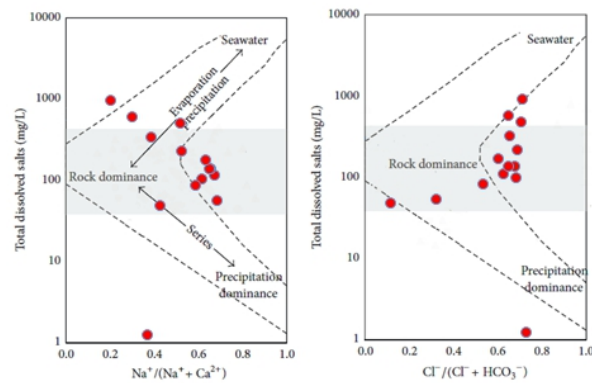 10000
1000
100
10
1
Total dissolved salts (mg/L)
Seawater
Evaporation
Precipitation
Rock dominance
Series
Precipitation
dominance
0.0 0.2 0.4 0.6 0.8 1.0
Na⁺/(Na⁺ + Ca²⁺)
10000
1000
100
10
1
Total dissolved salts (mg/L)
Seawater
Rock dominance
Precipitation
dominance
0.0 0.2 0.4 0.6 0.8 1.0
Cl⁻/(Cl⁻ + HCO₃⁻)